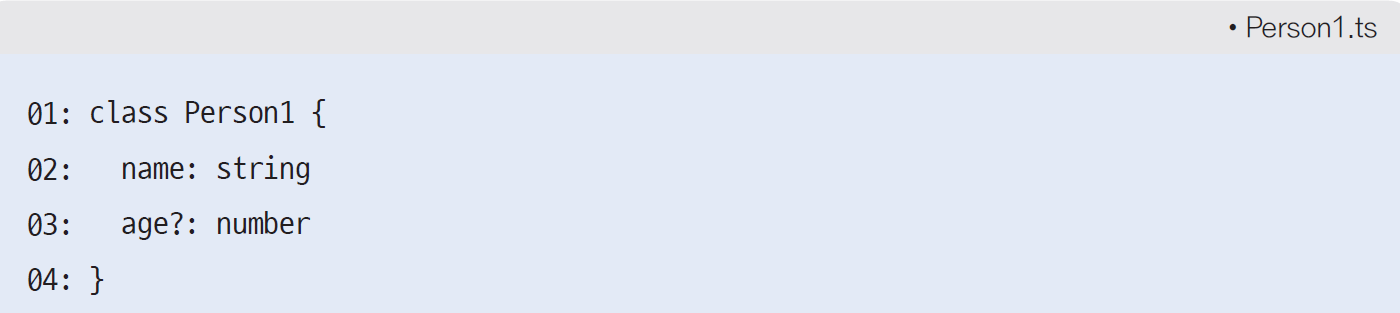 • Person1.ts
01: class Person1 {
02:   name: string
03:   age?: number
04: }